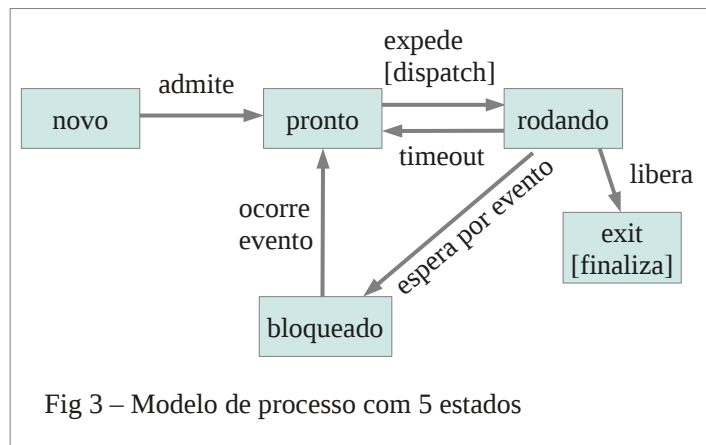 expede
[dispatch]
admite
novo
pronto
rodando
timeout
libera
ocorre
evento
espera por evento
exit
[finaliza]
bloqueado
Fig 3 – Modelo de processo com 5 estados